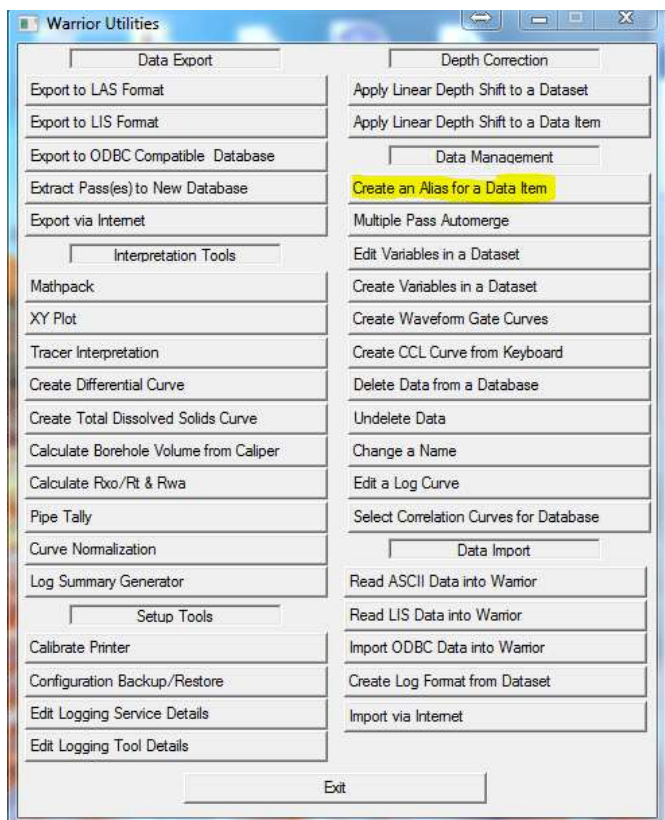 Warrior Utilities
Data Export
Export to LAS Format
Export to LIS Format
Export to ODBC Compatible Database
Extract Pass(es) to New Database
Export via Internet
Interpretation Tools
Mathpack
XY Plot
Tracer Interpretation
Create Differential Curve
Create Total Dissolved Solids Curve
Calculate Borehole Volume from Caliper
Calculate Rxo/Rt & Rwa
Pipe Tally
Curve Normalization
Log Summary Generator
Setup Tools
Calibrate Printer
Configuration Backup/Restore
Edit Logging Service Details
Edit Logging Tool Details
Depth Correction
Apply Linear Depth Shift to a Dataset
Apply Linear Depth Shift to a Data Item
Data Management
Create an Alias for a Data Item
Multiple Pass Automerge
Edit Variables in a Dataset
Create Variables in a Dataset
Create Waveform Gate Curves
Create CCL Curve from Keyboard
Delete Data from a Database
Undelete Data
Change a Name
Edit a Log Curve
Select Correlation Curves for Database
Data Import
Read ASCII Data into Warrior
Read LIS Data into Warrior
Import ODBC Data into Warrior
Create Log Format from Dataset
Import via Internet
Exit